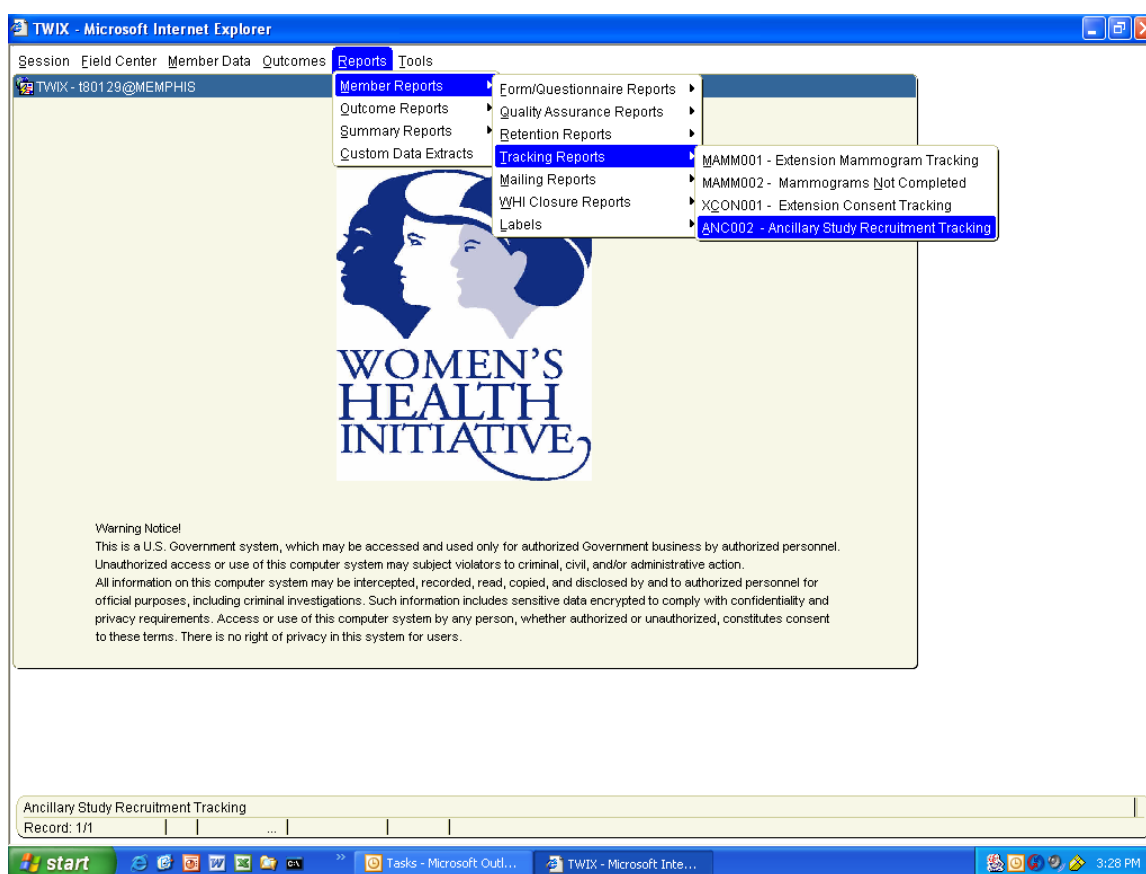 TWIX - Microsoft Internet Explorer
Session Field Center Member Data Outcomes Reports Tools
TWIX - t80129@MEMPHIS
Member Reports
Outcome Reports
Summary Reports
Custom Data Extracts
Form/Questionnaire Reports
Quality Assurance Reports
Retention Reports
Tracking Reports
Mailing Reports
WHI Closure Reports
Labels
MAMM001 - Extension Mammogram Tracking
MAMM002 - Mammograms Not Completed
XCON001 - Extension Consent Tracking
ANC002 - Ancillary Study Recruitment Tracking
WOMEN'S
HEALTH
INITIATIVE
Warning Notice!
This is a U.S. Government system, which may be accessed and used only for authorized Government business by authorized personnel.
Unauthorized access or use of this computer system may subject violators to criminal, civil, and/or administrative action.
All information on this computer system may be intercepted, recorded, read, copied, and disclosed by and to authorized personnel for
official purposes, including criminal investigations. Such information includes sensitive data encrypted to comply with confidentiality and
privacy requirements. Access or use of this computer system by any person, whether authorized or unauthorized, constitutes consent
to these terms. There is no right of privacy in this system for users.
Ancillary Study Recruitment Tracking
Record: 1/1 ...
start Tasks - Microsoft Outl... TWIX - Microsoft Inte... 3:28 PM